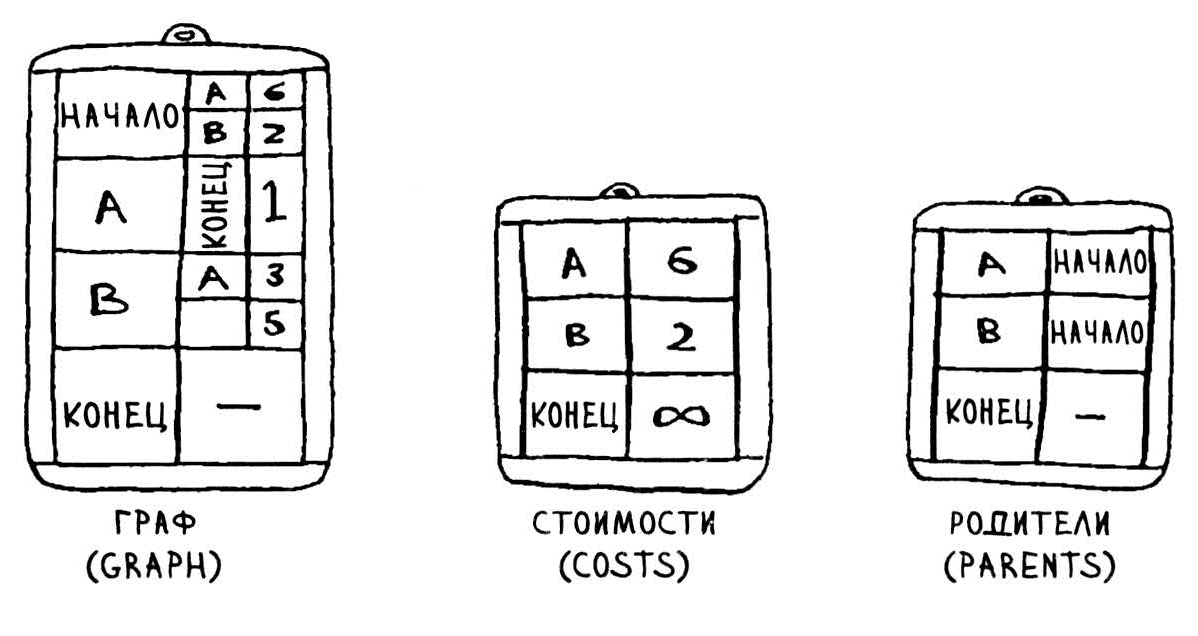 НАЧАЛО A 6
B 2
A КОНЕЦ 1
B A 3
5
КОНЕЦ —
ГРАФ
(GRAPH)
A 6
B 2
КОНЕЦ ∞
СТОИМОСТИ
(COSTS)
A НАЧАЛО
B НАЧАЛО
КОНЕЦ —
РОДИТЕЛИ
(PARENTS)